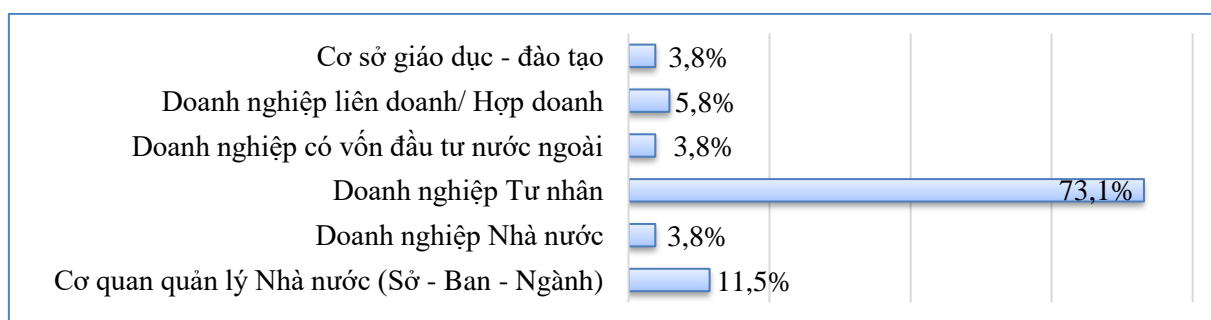 Cơ sở giáo dục - đào tạo 3,8%
Doanh nghiệp liên doanh/ Hợp doanh 5,8%
Doanh nghiệp có vốn đầu tư nước ngoài 3,8%
Doanh nghiệp Tư nhân 73,1%
Doanh nghiệp Nhà nước 3,8%
Cơ quan quản lý Nhà nước (Sở - Ban - Ngành) 11,5%